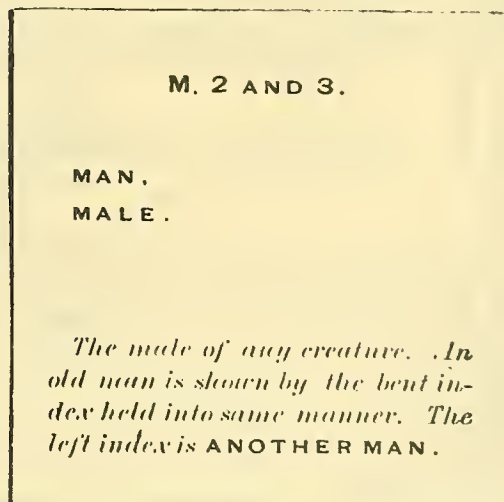 M. 2 AND 3.
MAN,
MALE.
The male of any creature. An
old man is shown by the bent in-
dex held into same manner. The
left index is ANOTHER MAN.